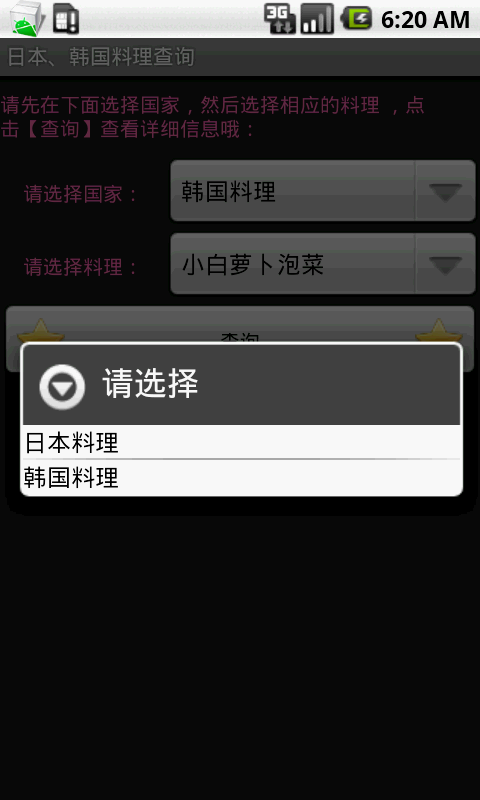 3G 6:20 AM
日本、韩国料理查询
请先在下面选择国家，然后选择相应的料理 ，点
击【查询】查看详细信息哦：
请选择国家： 韩国料理
请选择料理： 小白萝卜泡菜
查询
请选择
日本料理
韩国料理